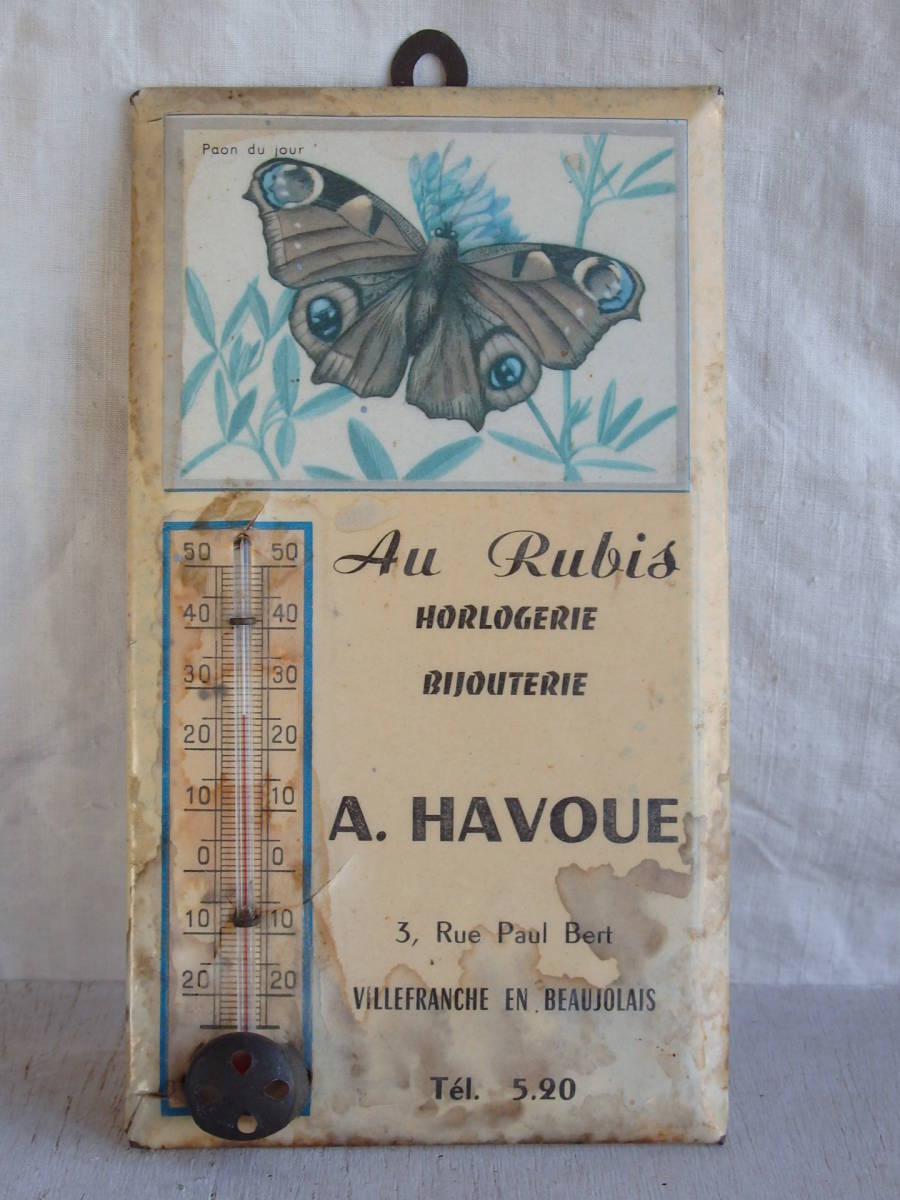 Paon du jour
50 50
40 40
30 30
20 20
10 10
0 0
10 10
20 20
Au Rubis
HORLOGERIE
BIJOUTERIE
A. HAVOUE
3, Rue Paul Bert
VILLEFRANCHE EN BEAUJOLAIS
Tél. 5.20